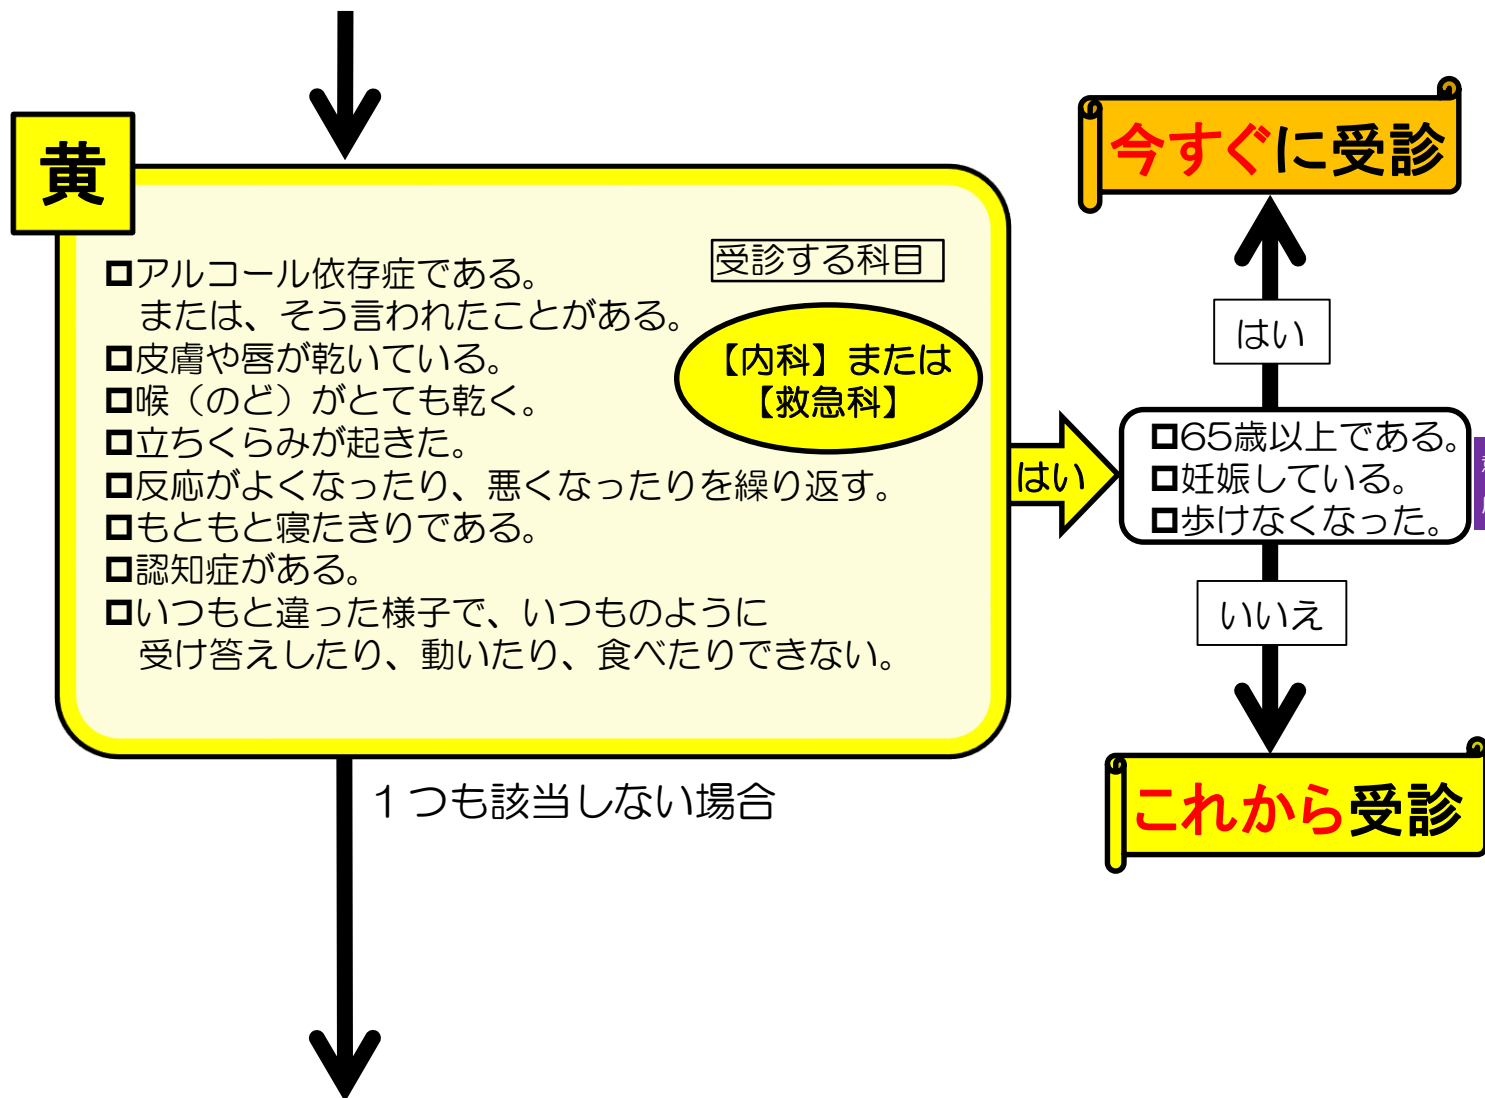 黄
受診する科目
□アルコール依存症である。
または、そう言われたことがある。
□皮膚や唇が乾いている。
□喉（のど）がとても乾く。
□立ちくらみが起きた。
□反応がよくなったり、悪くなったりを繰り返す。
□もともと寝たきりである。
□認知症がある。
□いつもと違った様子で、いつものように
受け答えしたり、動いたり、食べたりできない。
【内科】または
【救急科】
はい
□65歳以上である。
□妊娠している。
□歩けなくなった。
はい
今すぐに受診
いいえ
これから受診
１つも該当しない場合